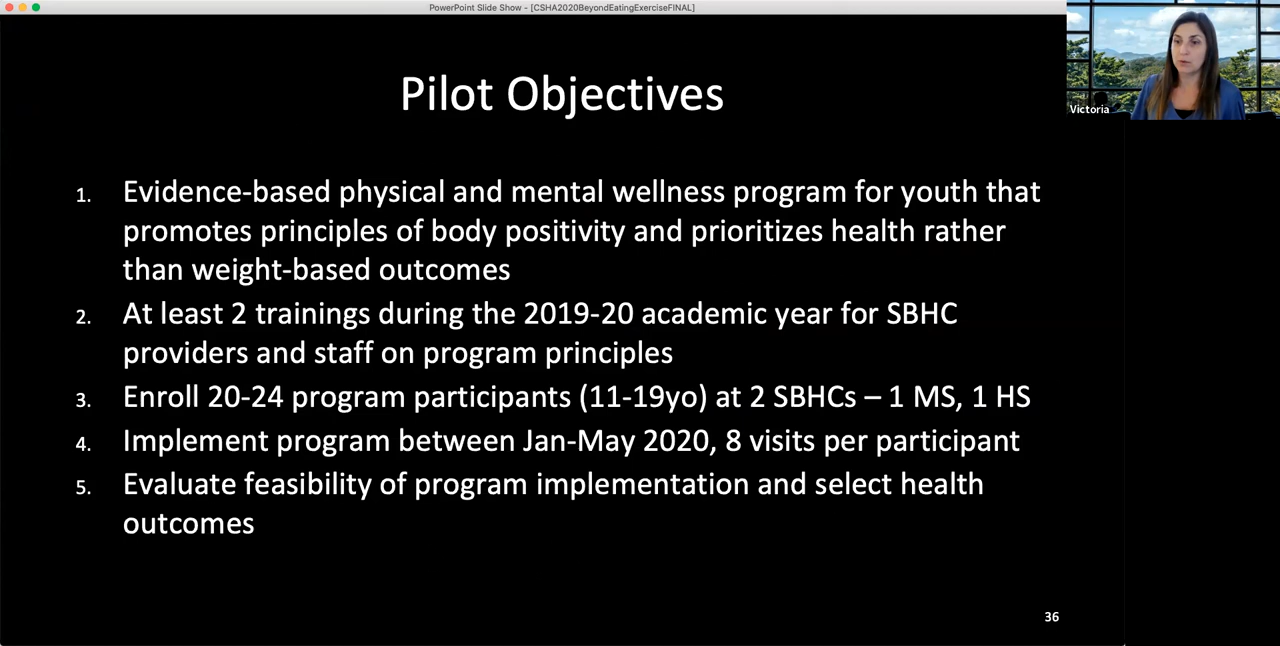 PowerPoint Slide Show - [CSHA2020BeyondEatingExerciseFINAL]
Victoria
Pilot Objectives
1. Evidence-based physical and mental wellness program for youth that
promotes principles of body positivity and prioritizes health rather
than weight-based outcomes
2. At least 2 trainings during the 2019-20 academic year for SBHC
providers and staff on program principles
3. Enroll 20-24 program participants (11-19yo) at 2 SBHCs – 1 MS, 1 HS
4. Implement program between Jan-May 2020, 8 visits per participant
5. Evaluate feasibility of program implementation and select health
outcomes
36